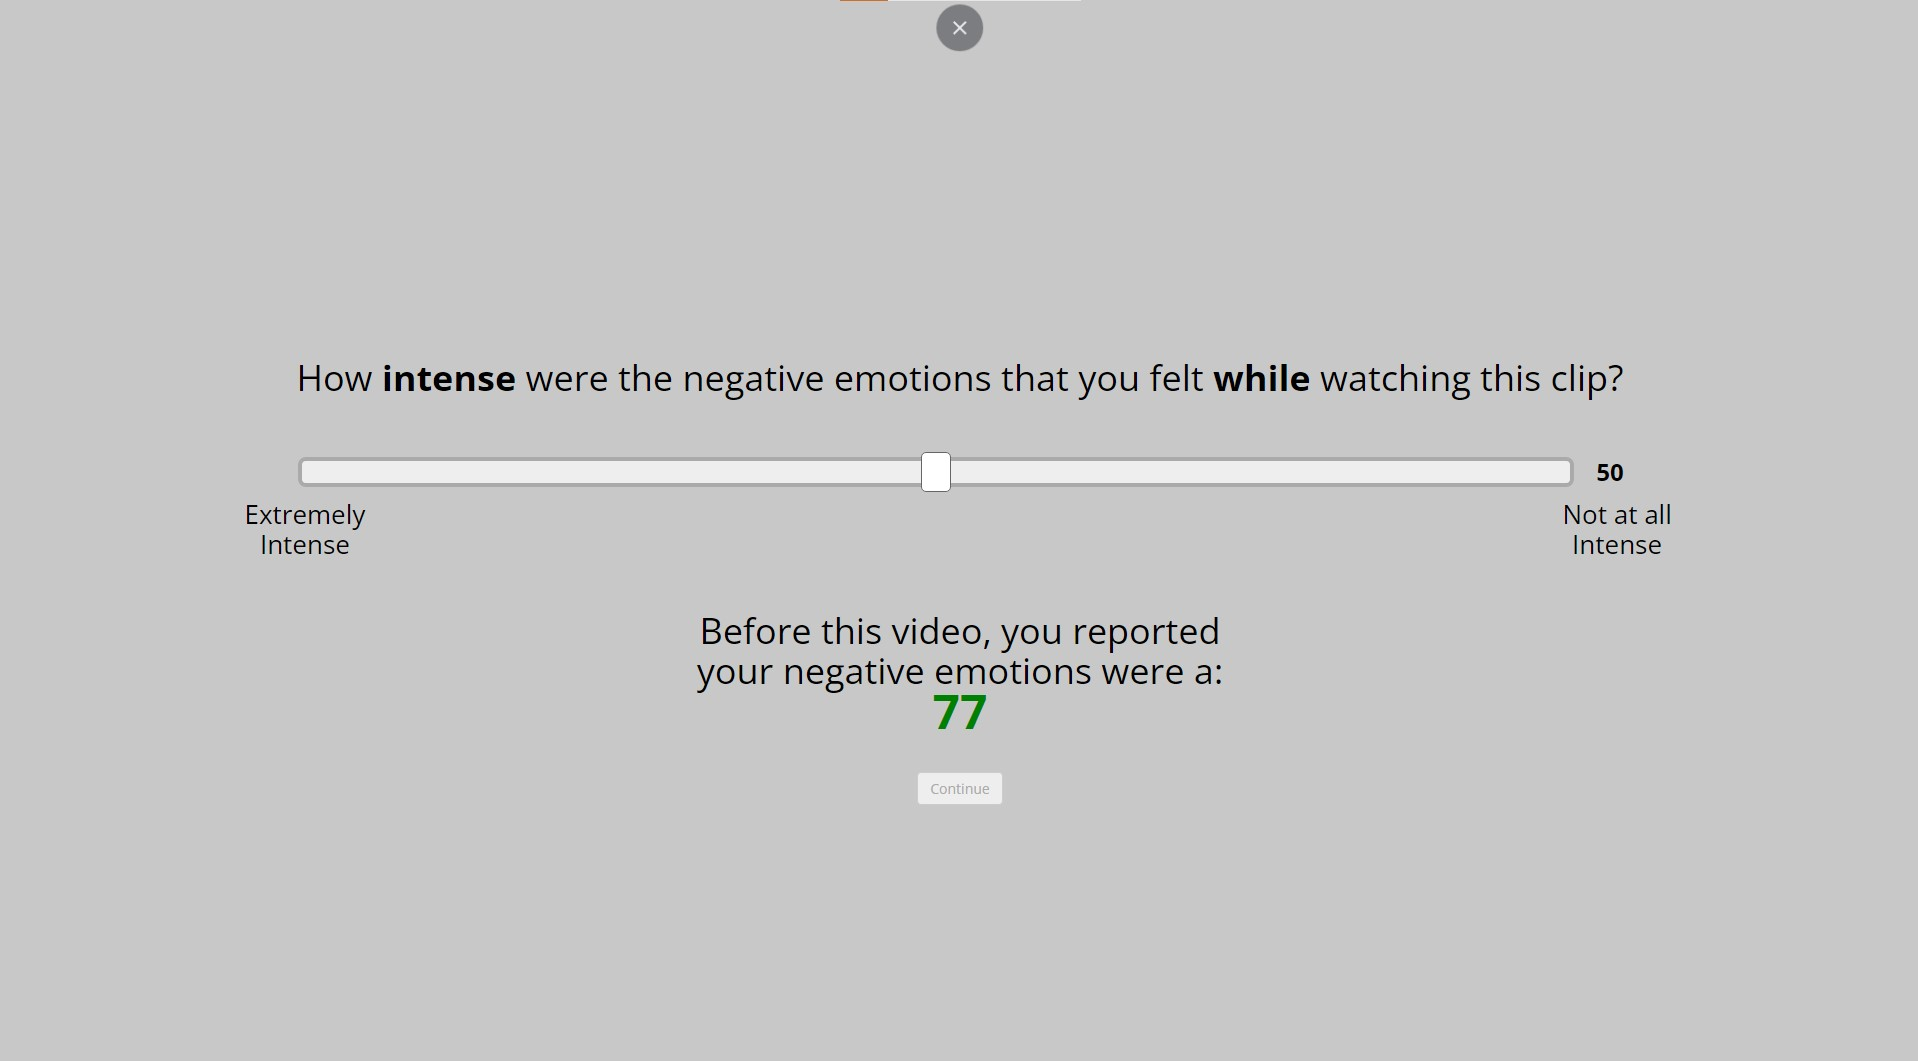 How intense were the negative emotions that you felt while watching this clip?
50
Extremely
Intense
Not at all
Intense
Before this video, you reported
your negative emotions were a:
77
Continue